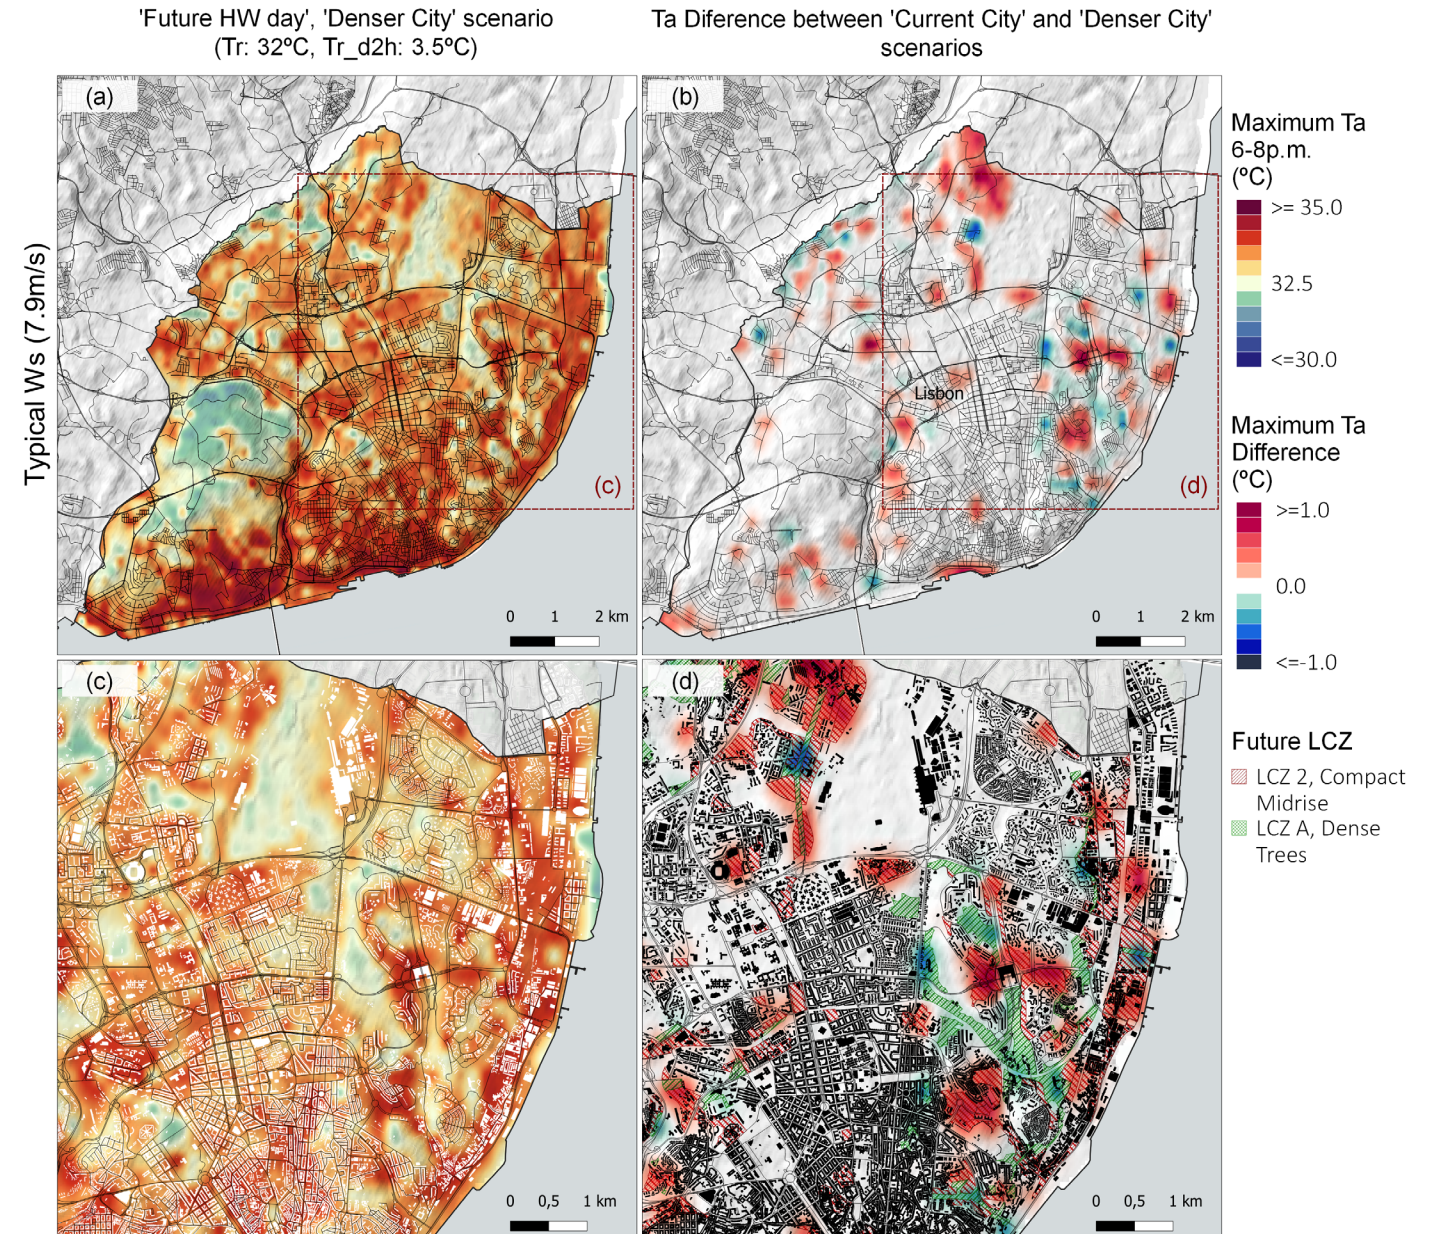 'Future HW day', 'Denser City' scenario
(Tr: 32ºC, Tr_d2h: 3.5ºC)
Ta Diference between 'Current City' and 'Denser City'
scenarios
Typical Ws (7.9m/s)
(a)
(c)
0 1 2 km
(b)
Lisbon
(d)
0 1 2 km
(c)
0 0,5 1 km
(d)
0 0,5 1 km
Maximum Ta
6-8p.m.
(ºC)
>= 35.0
32.5
<=30.0
Maximum Ta
Difference
(ºC)
>=1.0
0.0
<=-1.0
Future LCZ
LCZ 2, Compact
Midrise
LCZ A, Dense
Trees